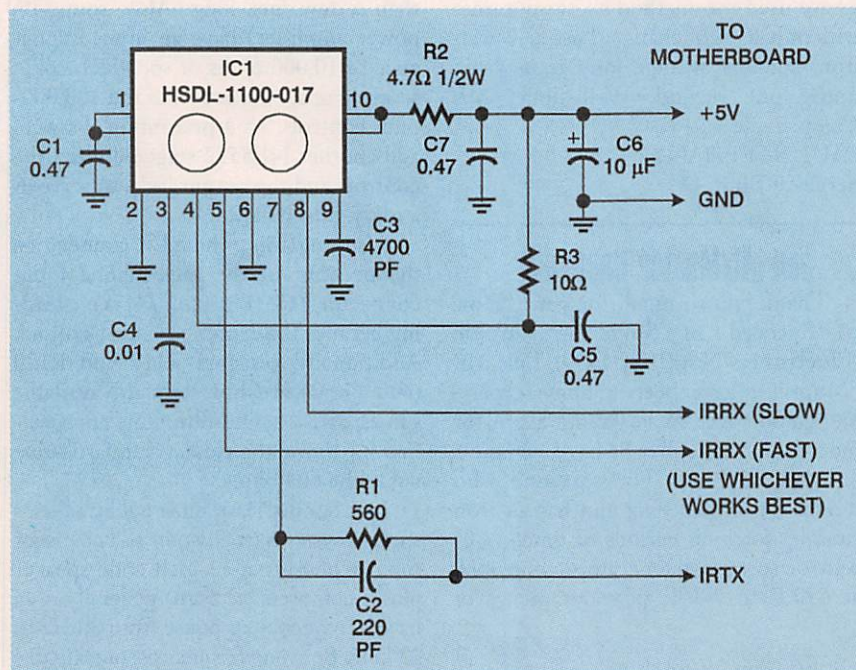 TO
MOTHERBOARD
IC1
HSDL-1100-017
1
10
R2
4.7Ω 1/2W
+5V
C1
0.47
C7
0.47
+
C6
10 µF
GND
2
3
4
5
6
7
8
9
C3
4700
PF
R3
10Ω
C4
0.01
C5
0.47
IRRX (SLOW)
IRRX (FAST)
(USE WHICHEVER
WORKS BEST)
R1
560
IRTX
C2
220
PF